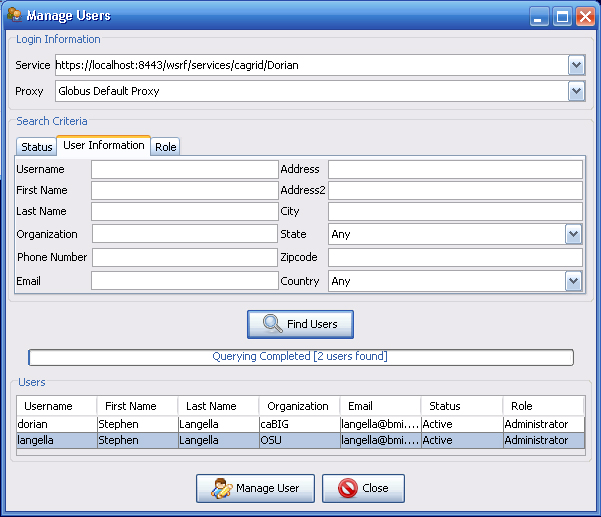 Manage Users
Login Information
Service https://localhost:8443/wsrf/services/cagrid/Dorian
Proxy Globus Default Proxy
Search Criteria
Status User Information Role
Username Address
First Name Address2
Last Name City
Organization State Any
Phone Number Zipcode
Email Country Any
Find Users
Querying Completed [2 users found]
Users
Username First Name Last Name Organization Email Status Role
dorian Stephen Langella caBIG langella@bmi.... Active Administrator
langella Stephen Langella OSU langella@bmi.... Active Administrator
Manage User Close